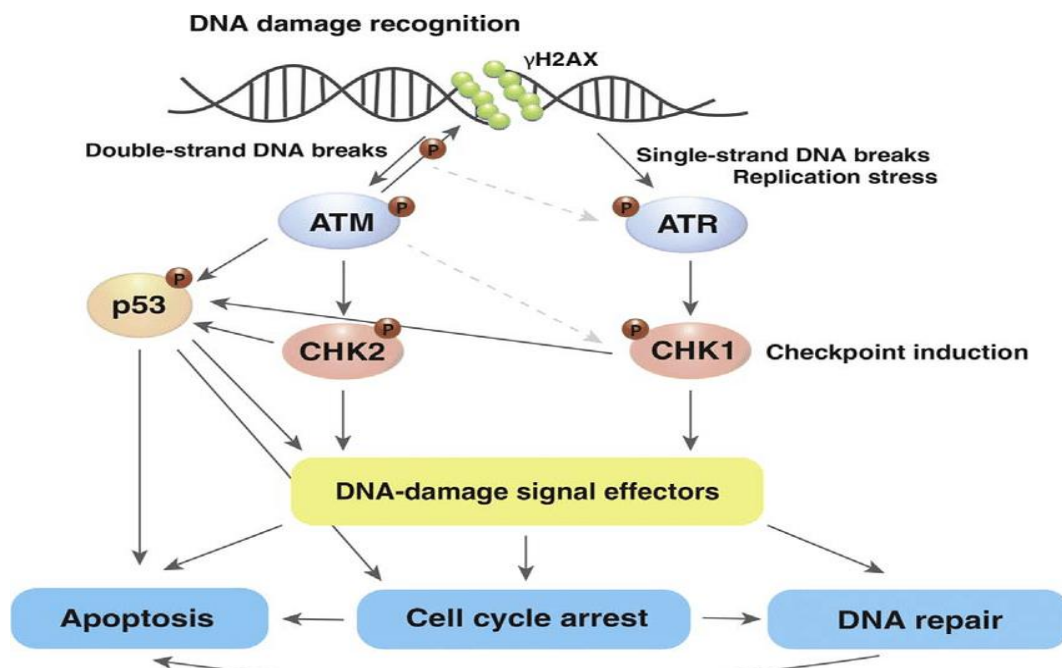 DNA damage recognition
γH2AX
Double-strand DNA breaks
P
Single-strand DNA breaks
Replication stress
ATM
P
P
ATR
p53
P
CHK2
P
P
CHK1
Checkpoint induction
DNA-damage signal effectors
Apoptosis
Cell cycle arrest
DNA repair